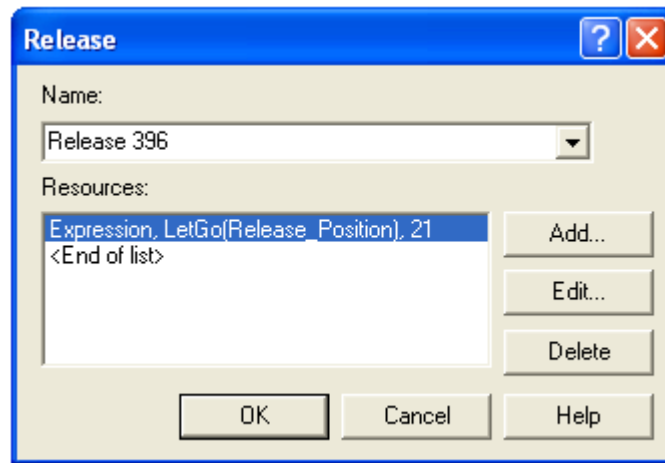 Release
Name:
Release 396
Resources:
Expression, LetGo(Release_Position), 21
<End of list>
Add...
Edit...
Delete
OK
Cancel
Help